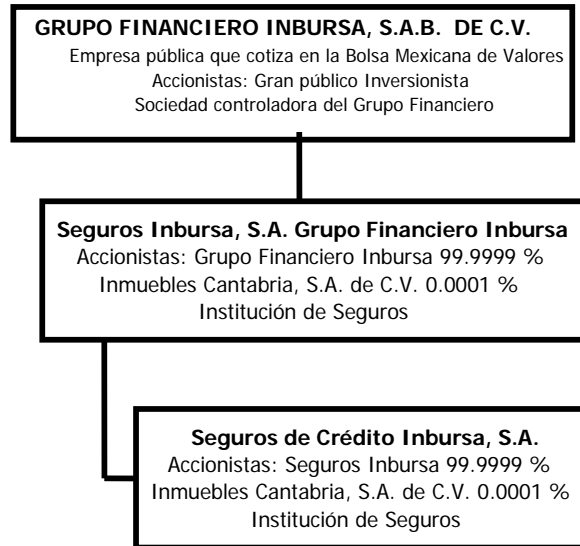 GRUPO FINANCIERO INBURSA, S.A.B. DE C.V.
Empresa pública que cotiza en la Bolsa Mexicana de Valores
Accionistas: Gran público Inversionista
Sociedad controladora del Grupo Financiero
Seguros Inbursa, S.A. Grupo Financiero Inbursa
Accionistas: Grupo Financiero Inbursa 99.9999 %
Inmuebles Cantabria, S.A. de C.V. 0.0001 %
Institución de Seguros
Seguros de Crédito Inbursa, S.A.
Accionistas: Seguros Inbursa 99.9999 %
Inmuebles Cantabria, S.A. de C.V. 0.0001 %
Institución de Seguros